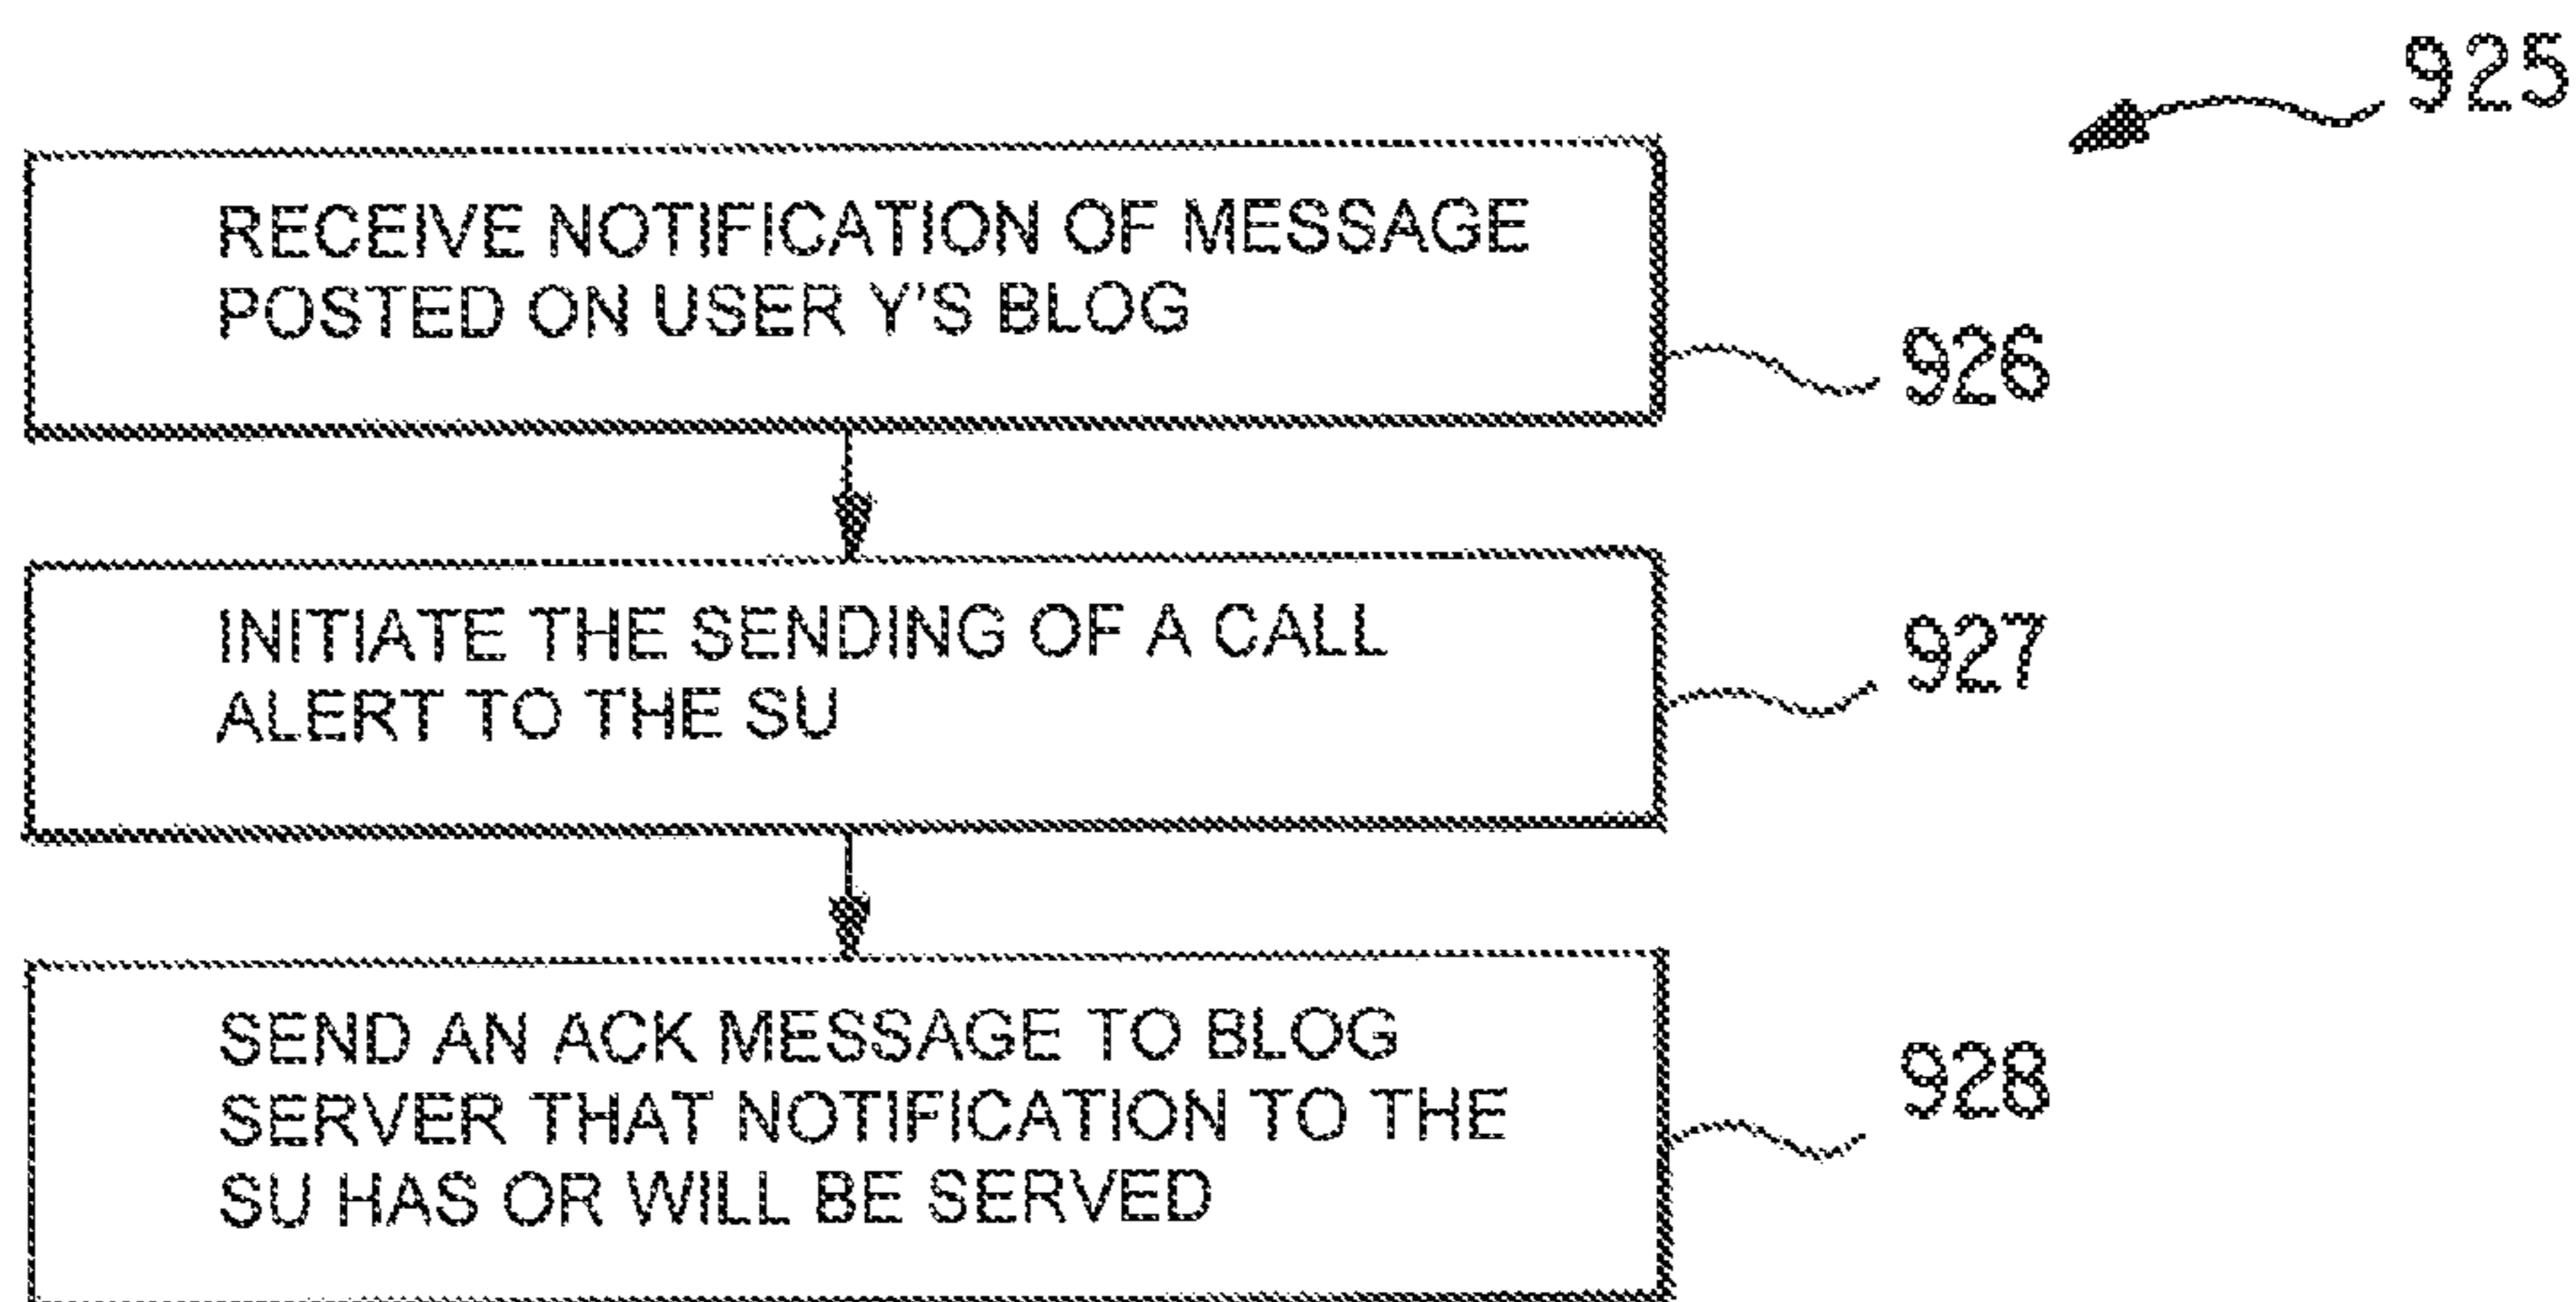 925
RECEIVE NOTIFICATION OF MESSAGE
POSTED ON USER Y'S BLOG
926
INITIATE THE SENDING OF A CALL
ALERT TO THE SU
927
SEND AN ACK MESSAGE TO BLOG
SERVER THAT NOTIFICATION TO THE
SU HAS OR WILL BE SERVED
928